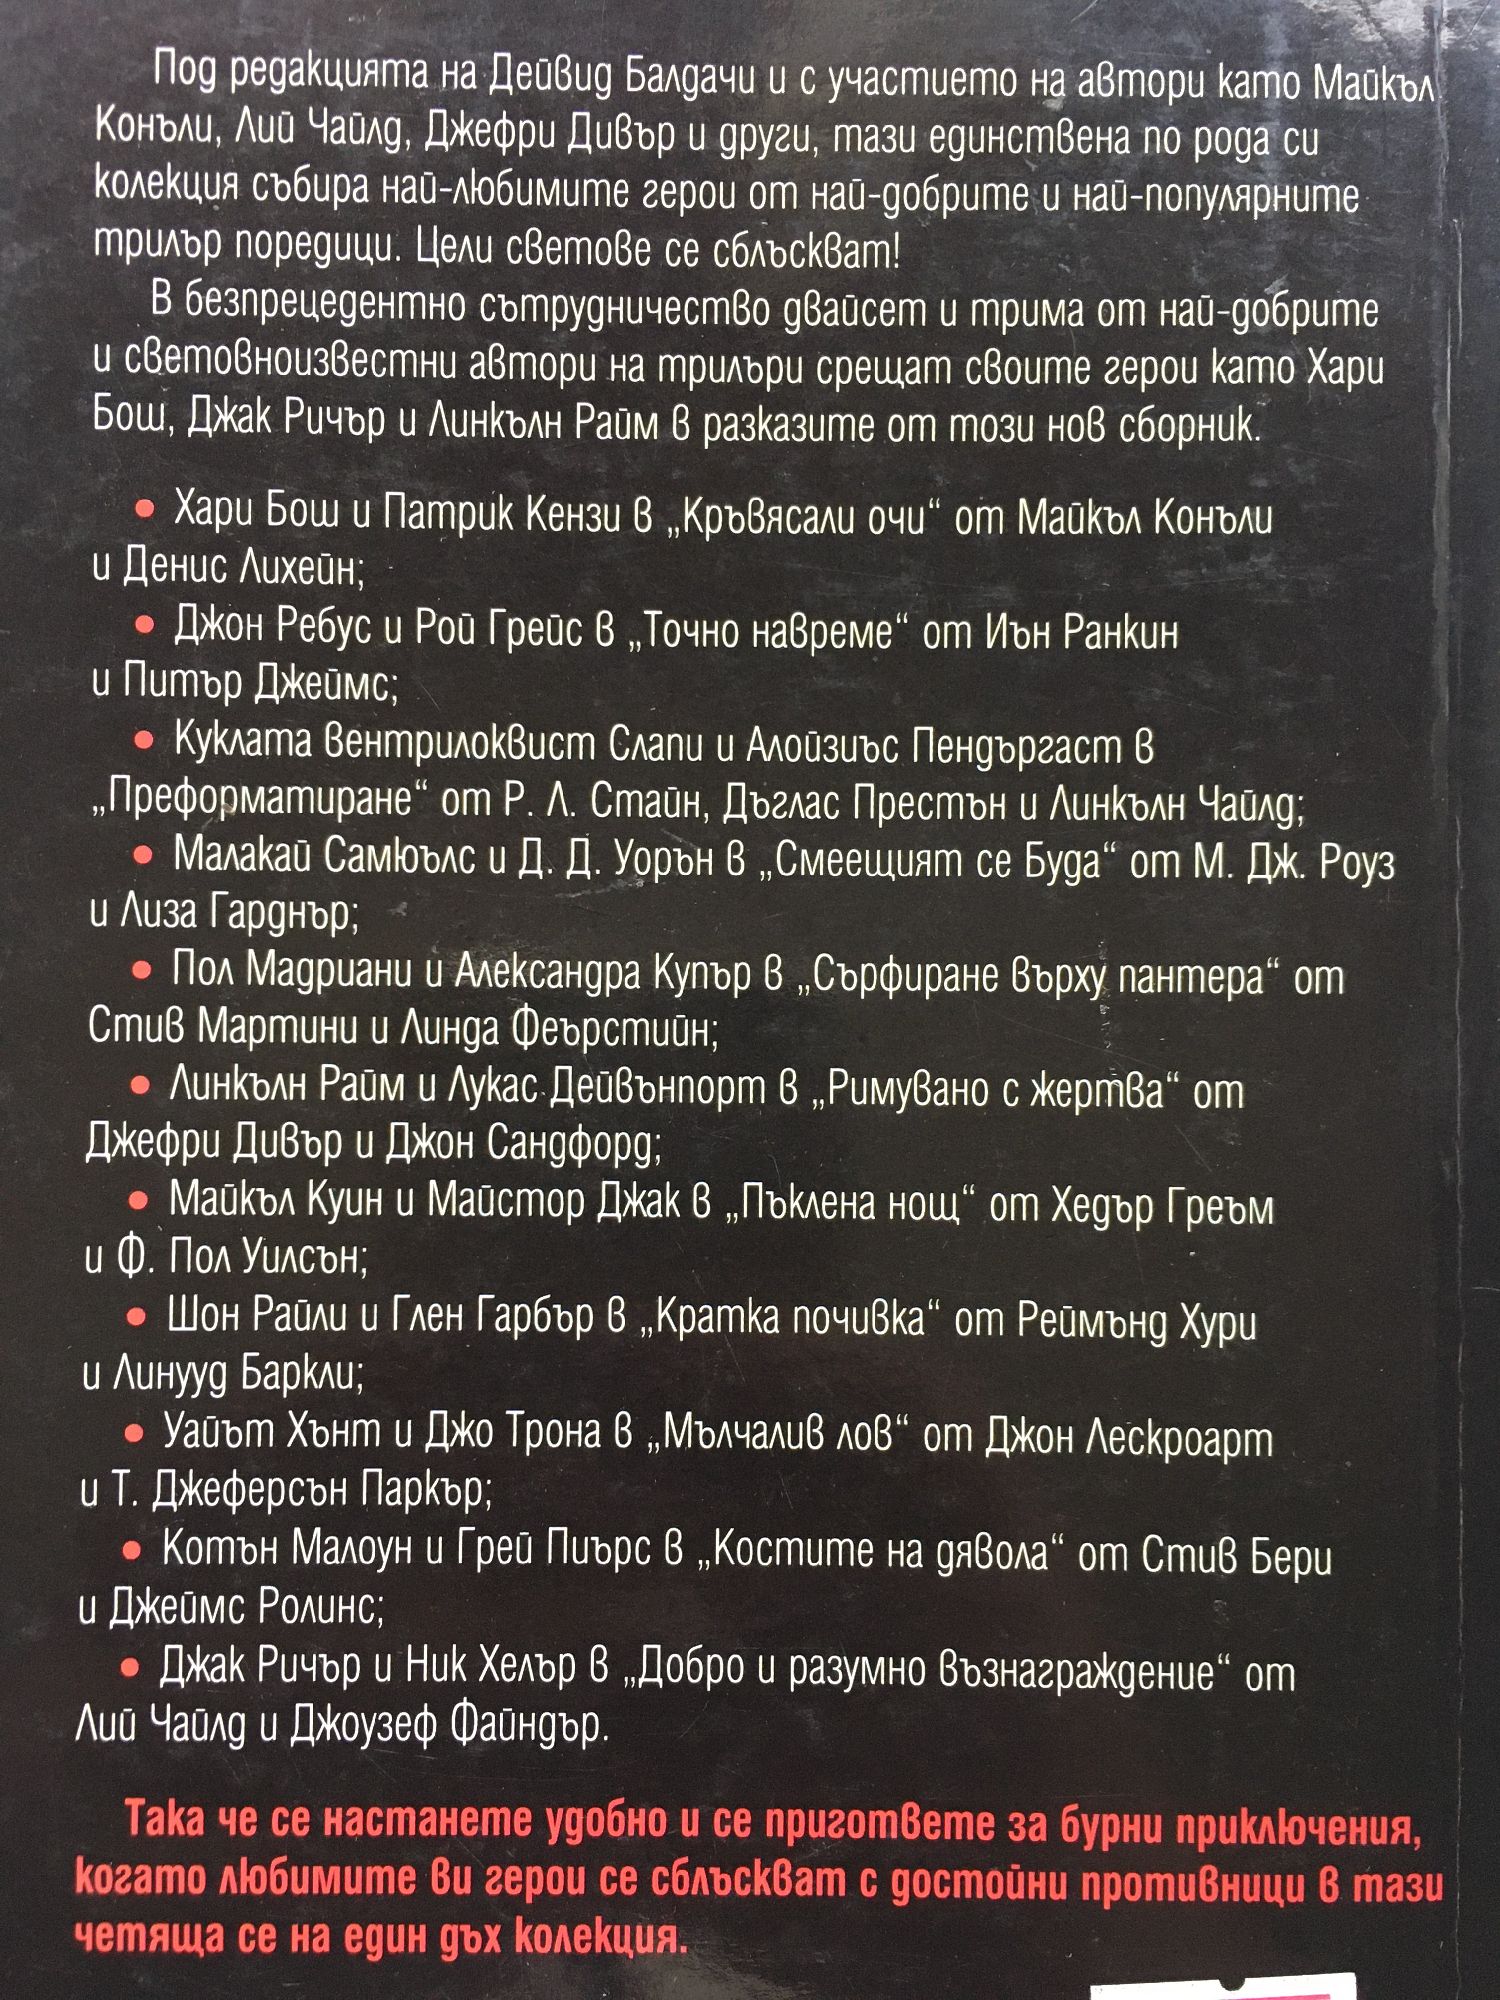 Под редакцията на Дейвид Балдачи и с участието на автори като Майкъл
Конъли, Лий Чайлд, Джефри Дивър и други, тази единствена по рода си
колекция събира най-любимите герои от най-добрите и най-популярните
трилър поредици. Цели светове се сблъскват!
В безпрецедентно сътрудничество двайсет и трима от най-добрите
и световноизвестни автори на трилъри срещат своите герои като Хари
Бош, Джак Ричър и Линкълн Райм в разказите от този нов сборник.
• Хари Бош и Патрик Кензи в „Кръвясали очи“ от Майкъл Конъли
и Денис Лихейн;
• Джон Ребус и Рой Грейс в „Точно навреме“ от Иън Ранкин
и Питър Джеймс;
• Куклата вентрилоквист Слапи и Алойзиъс Пендъргаст в
„Преформатиране“ от Р. Л. Стайн, Дъглас Престън и Линкълн Чайлд;
• Малакай Самюълс и Д. Д. Уорън в „Смеещият се Буда“ от М. Дж. Роуз
и Лиза Гарднър;
• Пол Мадриани и Александра Купър в „Сърфиране върху пантера“ от
Стив Мартини и Линда Феърстийн;
• Линкълн Райм и Лукас Дейвънпорт в „Римувано с жертва“ от
Джефри Дивър и Джон Сандфорд;
• Майкъл Куин и Майстор Джак в „Пъклена нощ“ от Хедър Греъм
и Ф. Пол Уилсън;
• Шон Райли и Глен Гарбър в „Кратка почивка“ от Реймънд Хури
и Линууд Баркли;
• Уайът Хънт и Джо Трона в „Мълчалив лов“ от Джон Лескроарт
и Т. Джеферсън Паркър;
• Котън Малоун и Грей Пиърс в „Костите на дявола“ от Стив Бери
и Джеймс Ролинс;
• Джак Ричър и Ник Хелър в „Добро и разумно възнаграждение“ от
Лий Чайлд и Джоузеф Файндър.
Така че се настанете удобно и се пригответе за бурни приключения,
когато любимите ви герои се сблъскват с достойни противници в тази
четяща се на един дъх колекция.